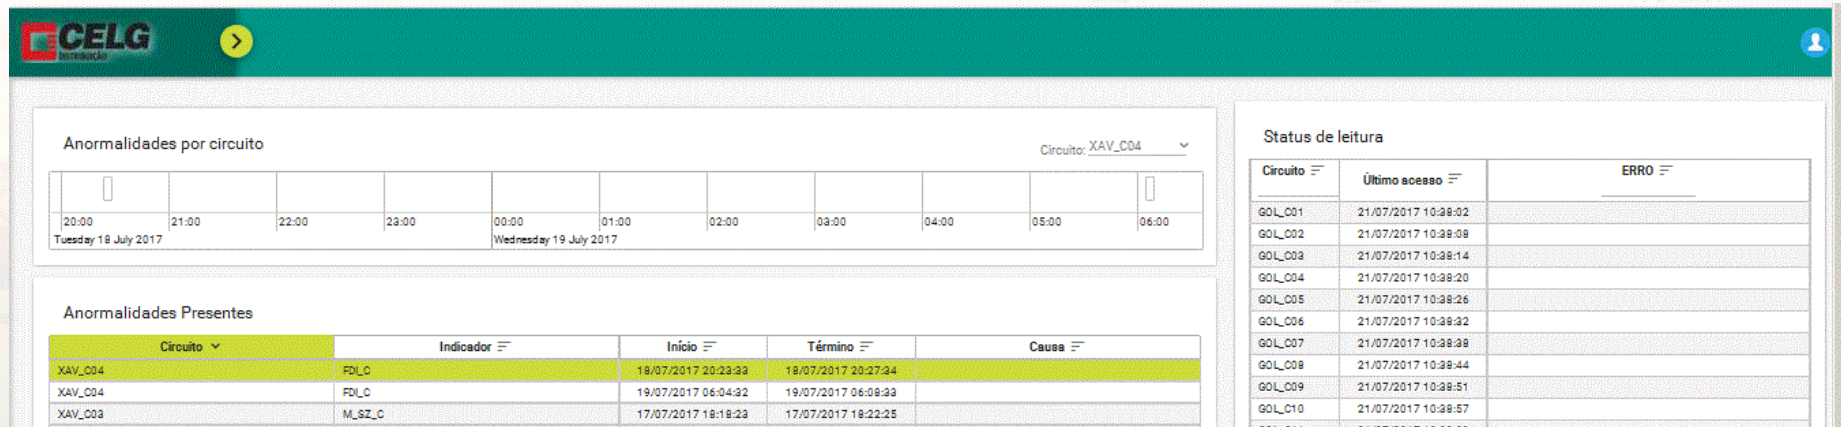 CELG
DISTRIBUIÇÃO
Anormalidades por circuito
Circuito: XAV_C04
20:00 21:00 22:00 23:00 00:00 01:00 02:00 03:00 04:00 05:00 06:00
Tuesday 18 July 2017 Wednesday 19 July 2017
Anormalidades Presentes
Circuito Indicador Início Término Causa
XAV_C04 FDI_C 18/07/2017 20:23:33 18/07/2017 20:27:34
XAV_C04 FDI_C 19/07/2017 06:04:32 19/07/2017 06:08:33
XAV_C03 M_SZ_C 17/07/2017 18:18:23 17/07/2017 18:22:25
Status de leitura
Circuito Último acesso ERRO
GOL_C01 21/07/2017 10:38:02
GOL_C02 21/07/2017 10:38:08
GOL_C03 21/07/2017 10:38:14
GOL_C04 21/07/2017 10:38:20
GOL_C05 21/07/2017 10:38:26
GOL_C06 21/07/2017 10:38:32
GOL_C07 21/07/2017 10:38:38
GOL_C08 21/07/2017 10:38:44
GOL_C09 21/07/2017 10:38:51
GOL_C10 21/07/2017 10:38:57